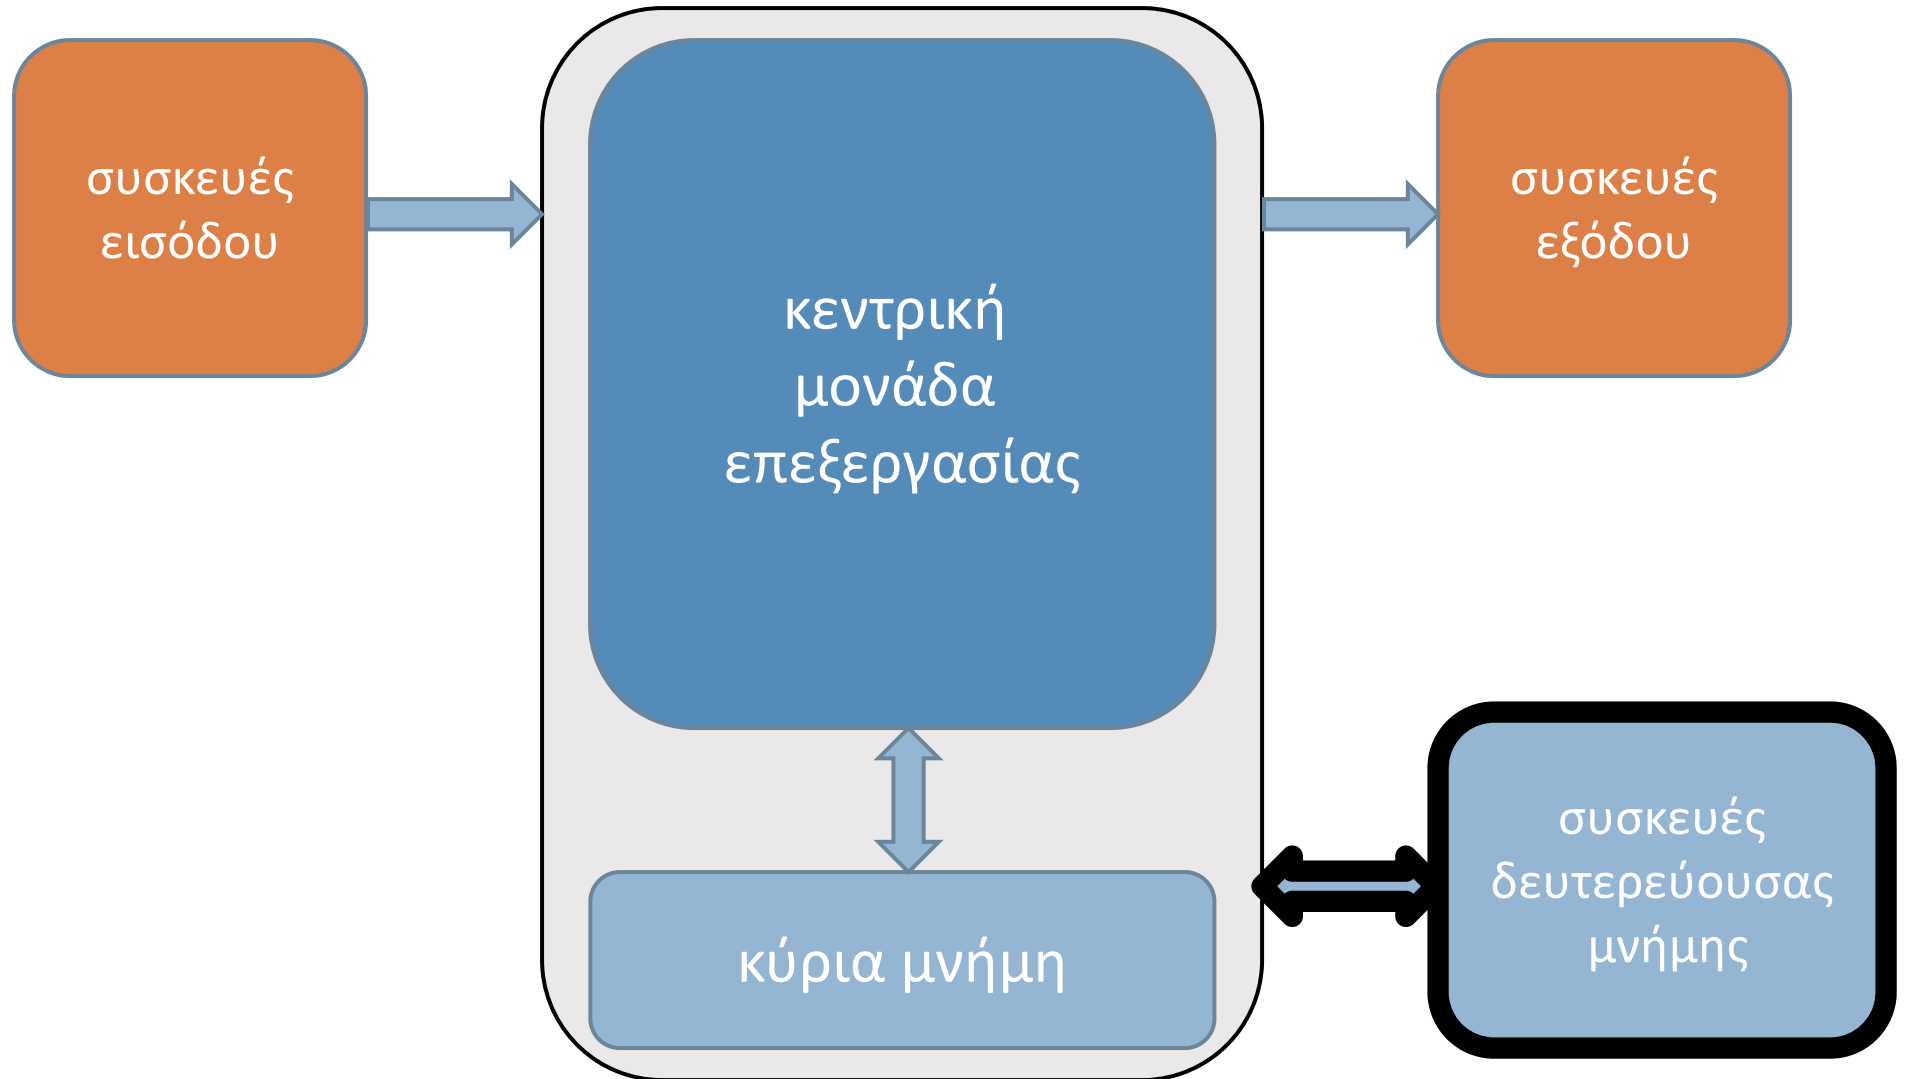 συσκευές
εισόδου
κεντρική
μονάδα
επεξεργασίας
συσκευές
εξόδου
κύρια μνήμη
συσκευές
δευτερεύουσας
μνήμης